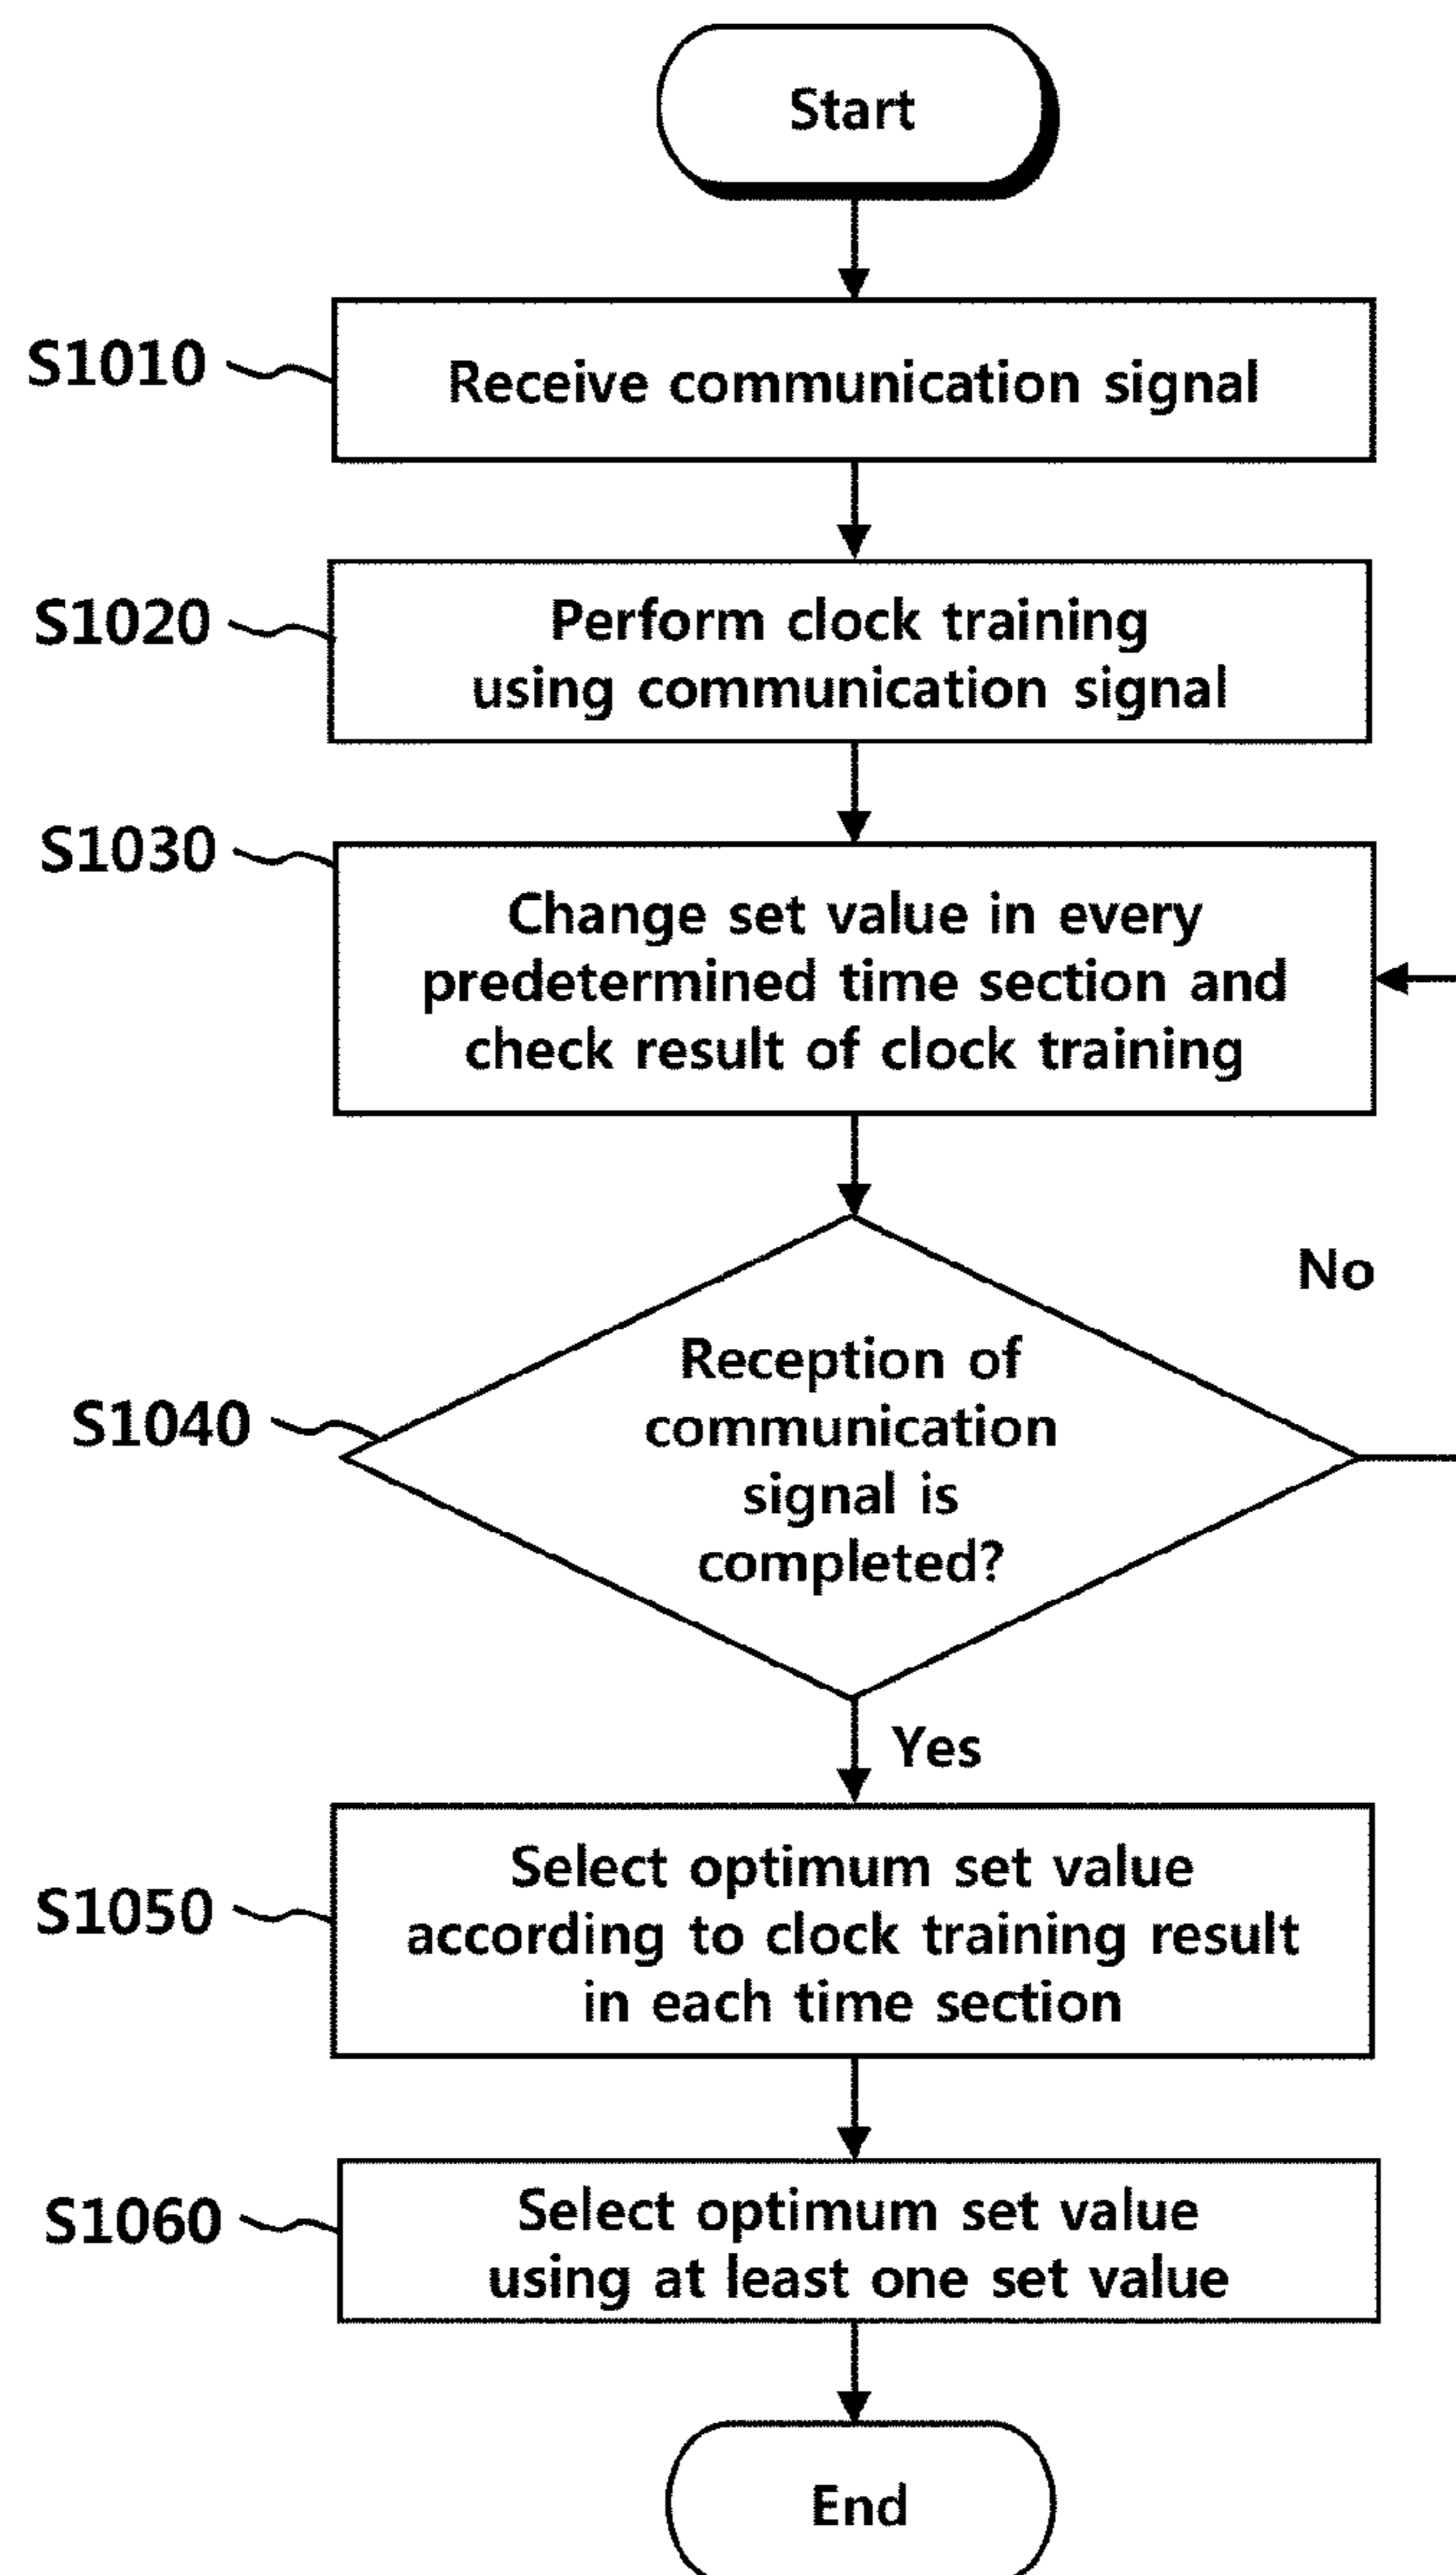 Start
S1010
Receive communication signal
S1020
Perform clock training
using communication signal
S1030
Change set value in every
predetermined time section and
check result of clock training
No
S1040
Reception of
communication
signal is
completed?
Yes
S1050
Select optimum set value
according to clock training result
in each time section
S1060
Select optimum set value
using at least one set value
End